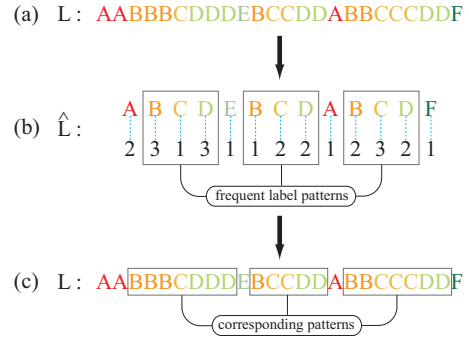 (a) L : AABBBCDDDEBCCDDABBCCCDDF
(b) L̂ : A B C D E B C D A B C D F
2 3 1 3 1 1 2 2 1 2 3 2 1
frequent label patterns
(c) L : AABBBCDDDEBCCDDABBCCCDDF
corresponding patterns